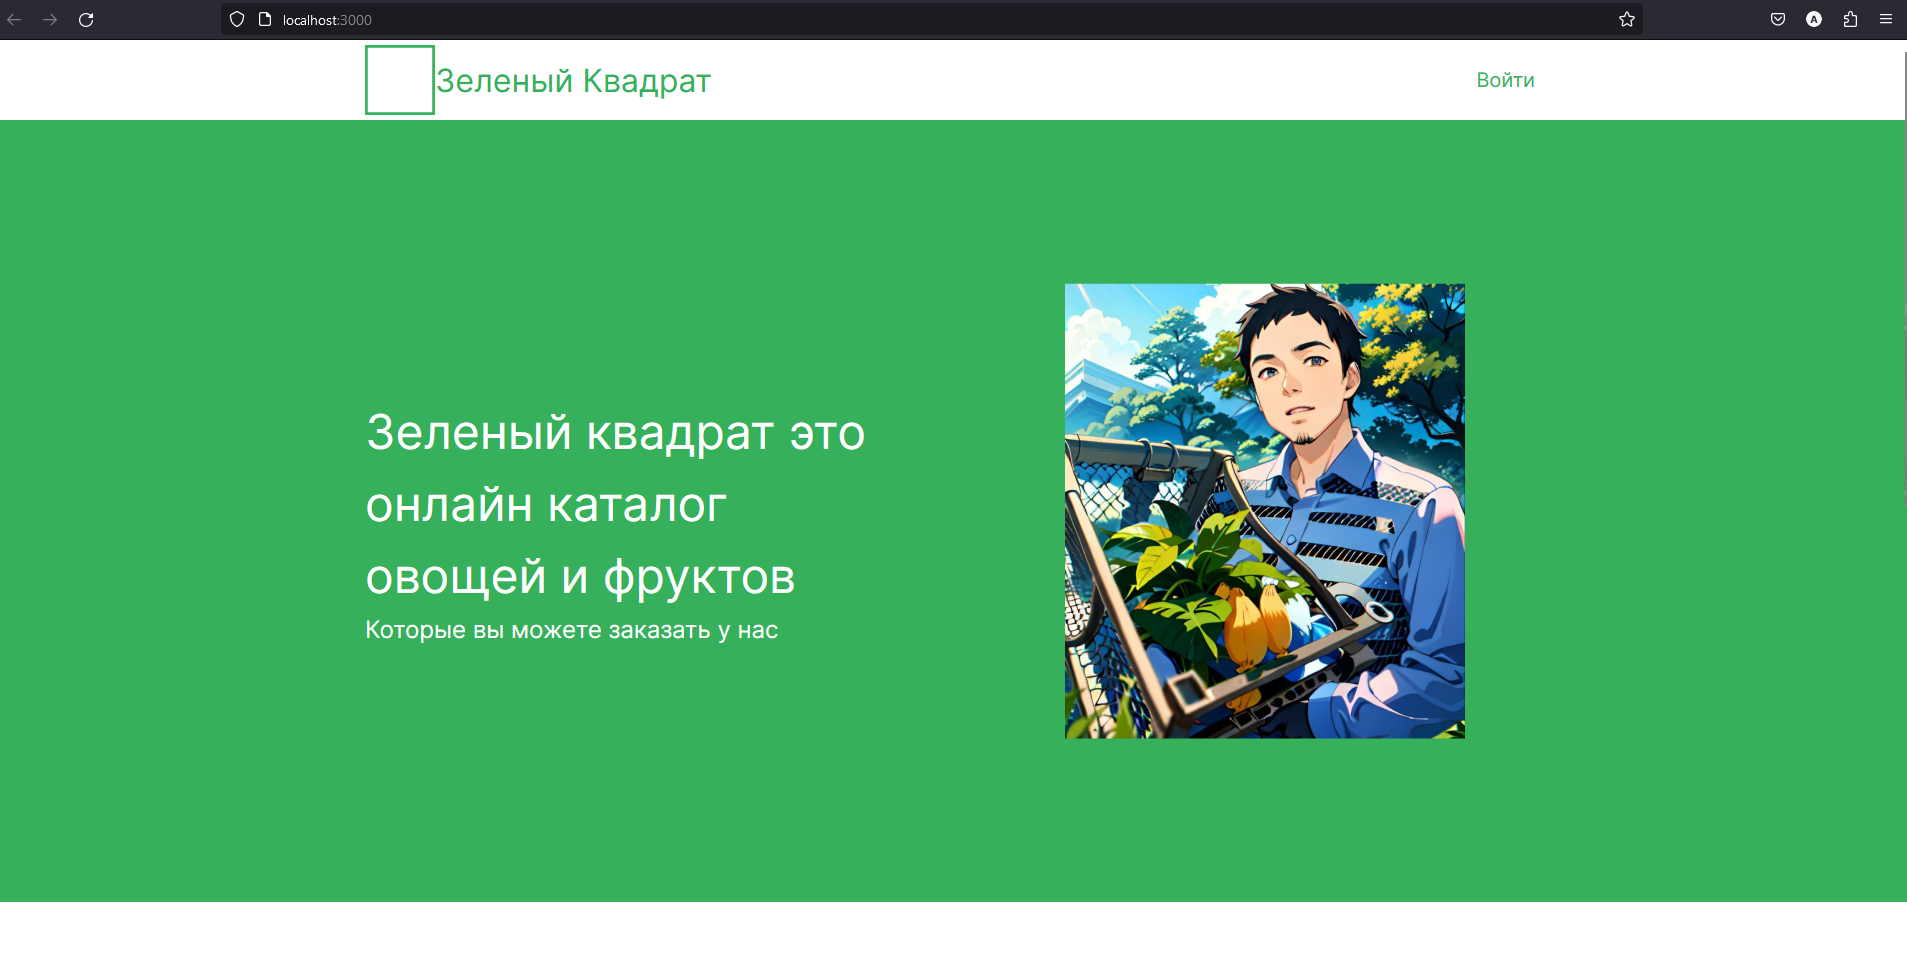 localhost:3000
A
Зеленый Квадрат
Войти
Зеленый квадрат это
онлайн каталог
овощей и фруктов
Которые вы можете заказать у нас